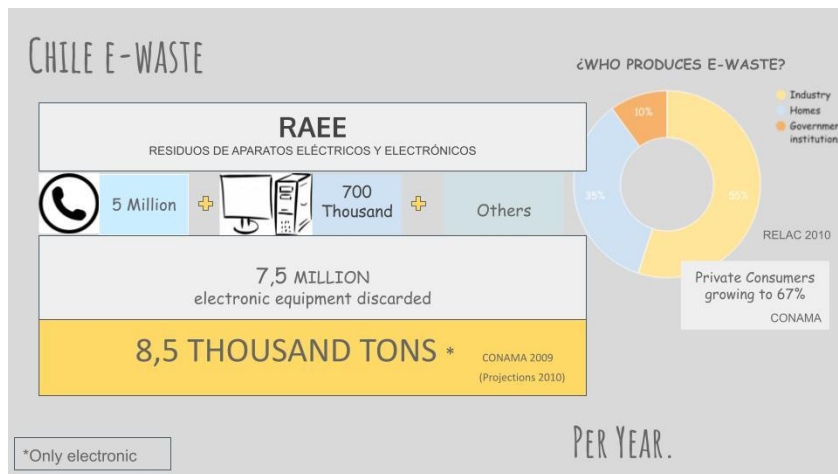 CHILE E-WASTE
¿WHO PRODUCES E-WASTE?
Industry
Homes
Governmen
institution
10%
35%
55%
RELAC 2010
RAEE
RESIDUOS DE APARATOS ELÉCTRICOS Y ELECTRÓNICOS
5 Million
700
Thousand
Others
7,5 MILLION
electronic equipment discarded
Private Consumers
growing to 67%
CONAMA
8,5 THOUSAND TONS *
CONAMA 2009
(Projections 2010)
PER YEAR.
*Only electronic